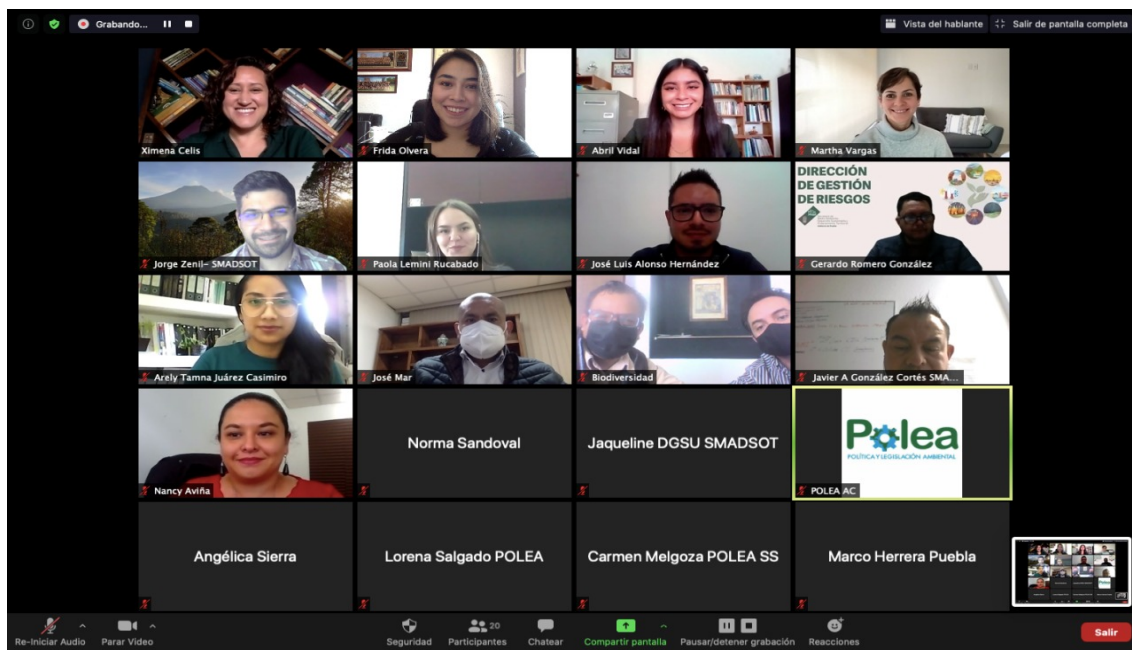 Grabando...
Vista del hablante
Salir de pantalla completa
Ximena Celis
Frida Olvera
Abril Vidal
Martha Vargas
DIRECCIÓN
DE GESTIÓN
DE RIESGOS
Jorge Zenil- SMADSOT
Paola Lemini Rucabado
José Luis Alonso Hernández
Gerardo Romero González
Arely Tamna Juárez Casimiro
José Mar
Biodiversidad
Javier A González Cortés SMA...
Nancy Aviña
Norma Sandoval
Jaqueline DGSU SMADSOT
Polea
POLÍTICA Y LEGISLACIÓN AMBIENTAL
POLEA AC
Angélica Sierra
Lorena Salgado POLEA
Carmen Melgoza POLEA SS
Marco Herrera Puebla
Re-Iniciar Audio
Parar Video
Seguridad
20
Participantes
Chatear
Compartir pantalla
Pausar/detener grabación
Reacciones
Salir